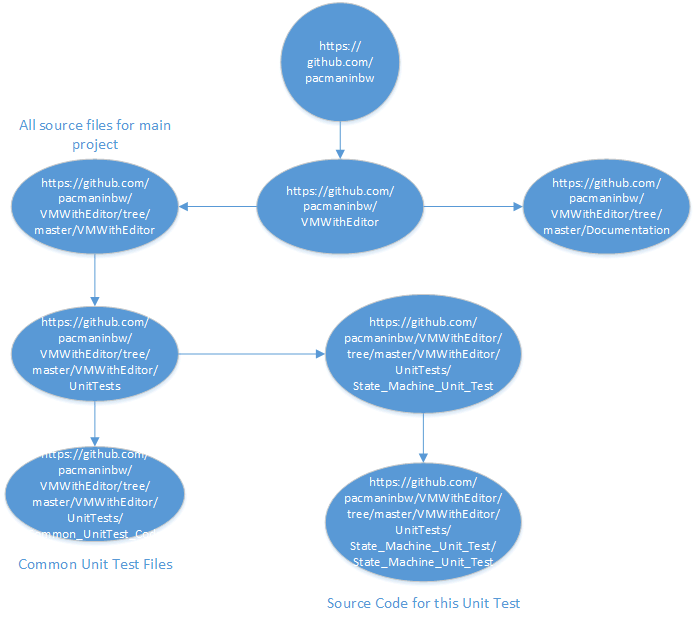 https://
github.com/
pacmaninbw
All source files for main
project
https://github.com/
pacmaninbw/
VMWithEditor/tree/
master/VMWithEditor
https://github.com/
pacmaninbw/
VMWithEditor
https://github.com/
pacmaninbw/
VMWithEditor/tree/
master/Documentation
https://github.com/
pacmaninbw/
VMWithEditor/tree/
master/VMWithEditor/
UnitTests
https://github.com/
pacmaninbw/VMWithEditor/
tree/master/VMWithEditor/
UnitTests/
State_Machine_Unit_Test
https://github.com/
pacmaninbw/
VMWithEditor/tree/
master/VMWithEditor/
UnitTests/
Common Unit Test Files
https://github.com/
pacmaninbw/VMWithEditor/
tree/master/VMWithEditor/
UnitTests/
State_Machine_Unit_Test/
State_Machine_Unit_Test
Source Code for this Unit Test